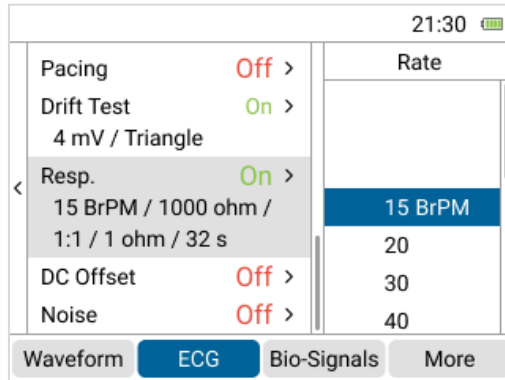 21:30
Pacing Off >
Drift Test On >
4 mV / Triangle
Resp. On >
15 BrPM / 1000 ohm /
1:1 / 1 ohm / 32 s
DC Offset Off >
Noise Off >
<
Rate
15 BrPM
20
30
40
Waveform ECG Bio-Signals More